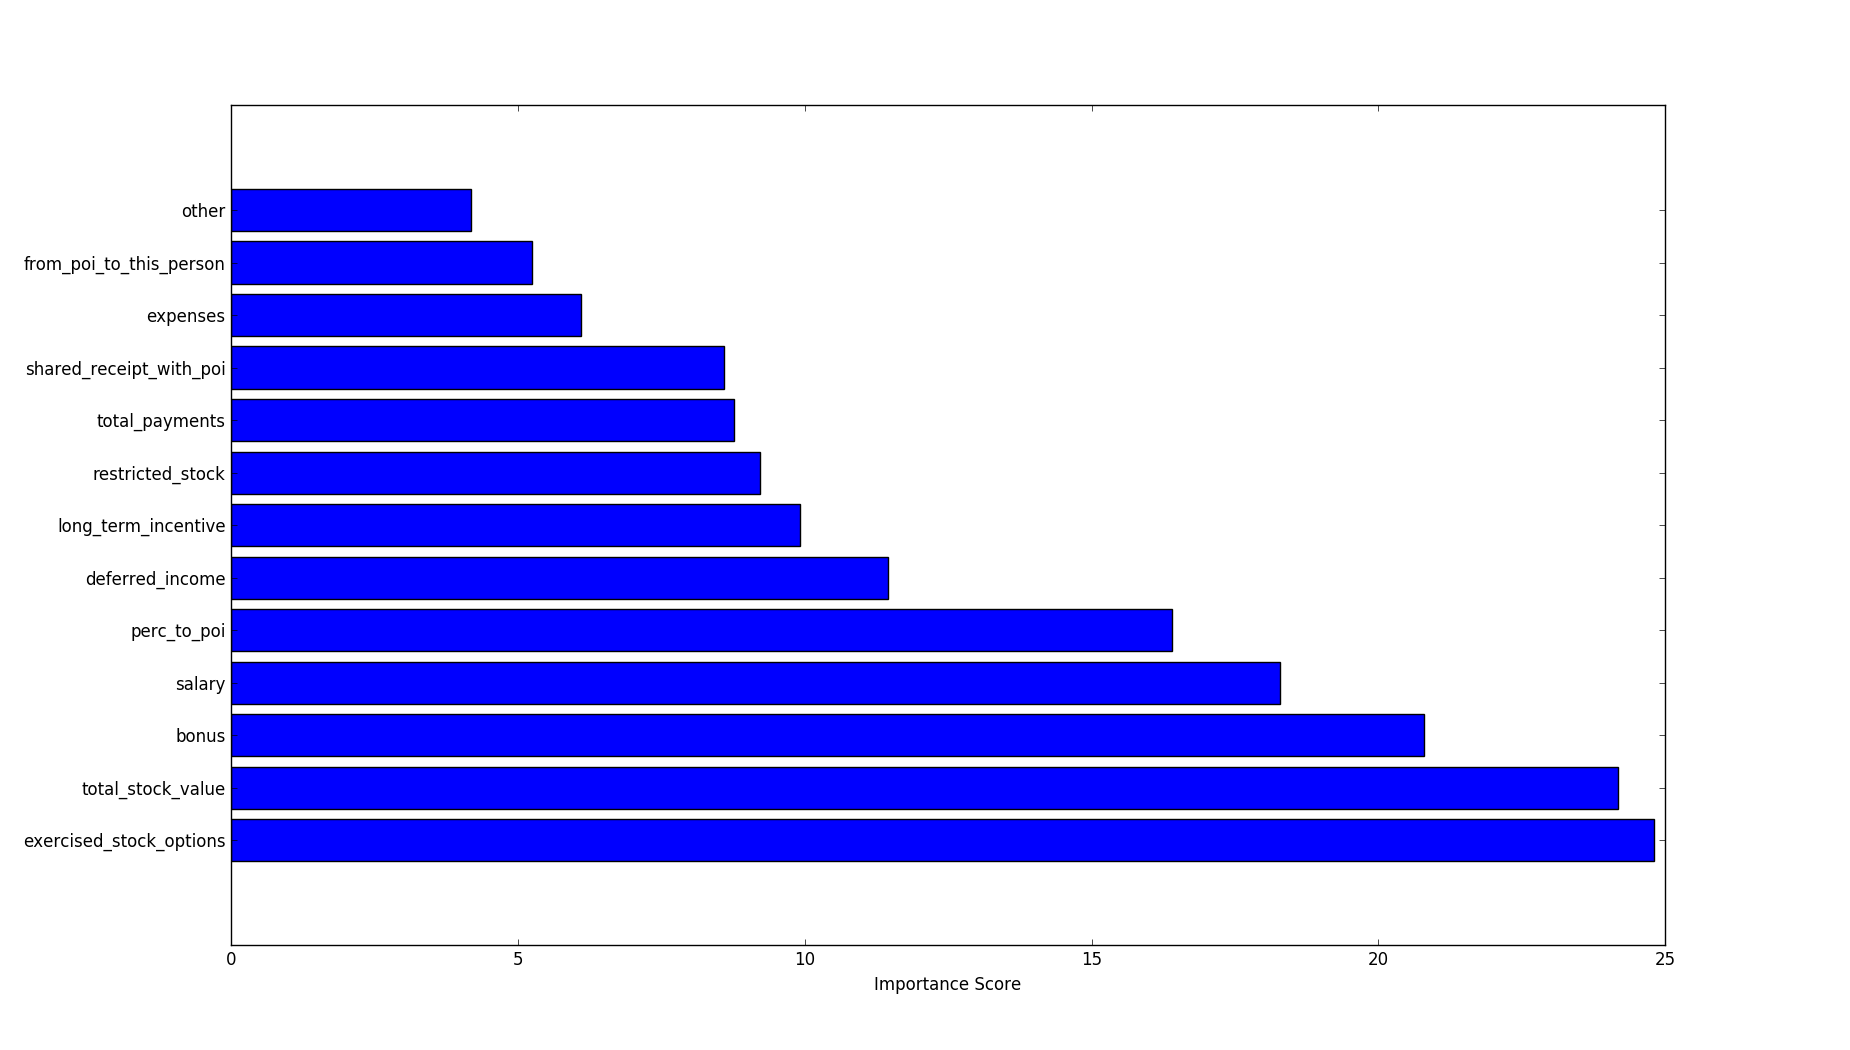 other
from_poi_to_this_person
expenses
shared_receipt_with_poi
total_payments
restricted_stock
long_term_incentive
deferred_income
perc_to_poi
salary
bonus
total_stock_value
exercised_stock_options
0 5 10 15 20 25
Importance Score